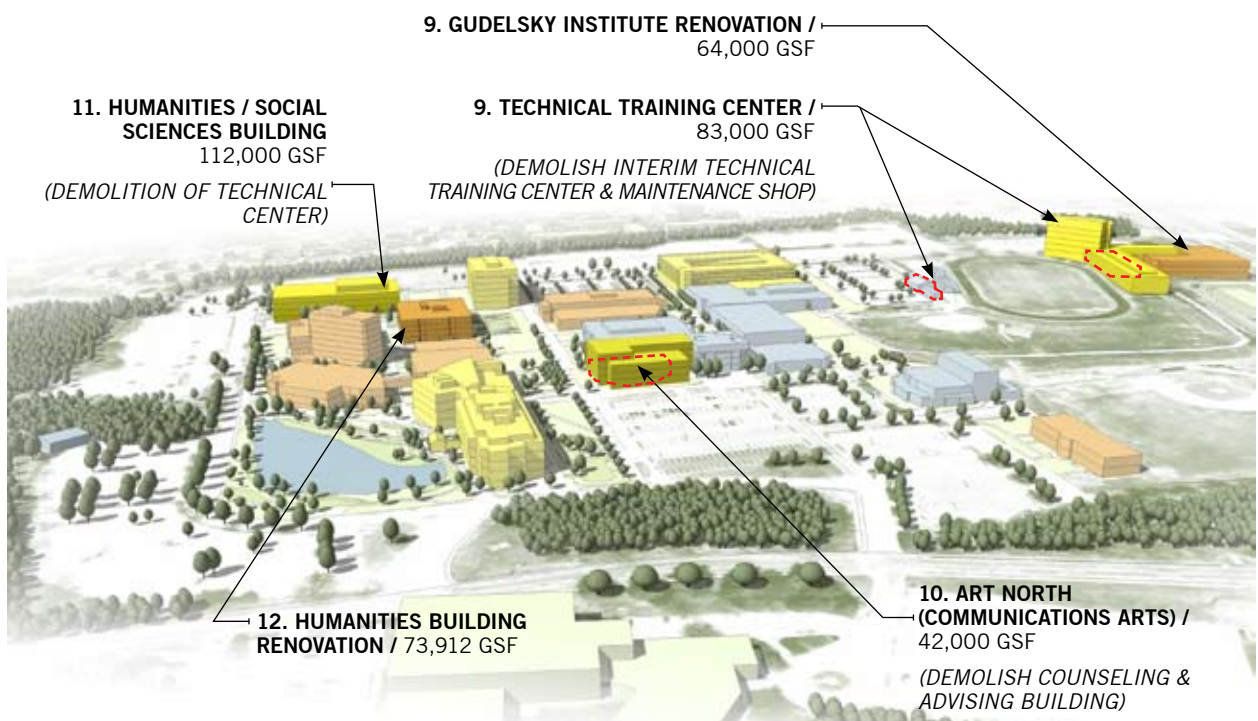 9. GUDELSKY INSTITUTE RENOVATION /
64,000 GSF
11. HUMANITIES / SOCIAL
SCIENCES BUILDING
112,000 GSF
(DEMOLITION OF TECHNICAL
CENTER)
9. TECHNICAL TRAINING CENTER /
83,000 GSF
(DEMOLISH INTERIM TECHNICAL
TRAINING CENTER & MAINTENANCE SHOP)
12. HUMANITIES BUILDING
RENOVATION / 73,912 GSF
10. ART NORTH
(COMMUNICATIONS ARTS) /
42,000 GSF
(DEMOLISH COUNSELING &
ADVISING BUILDING)